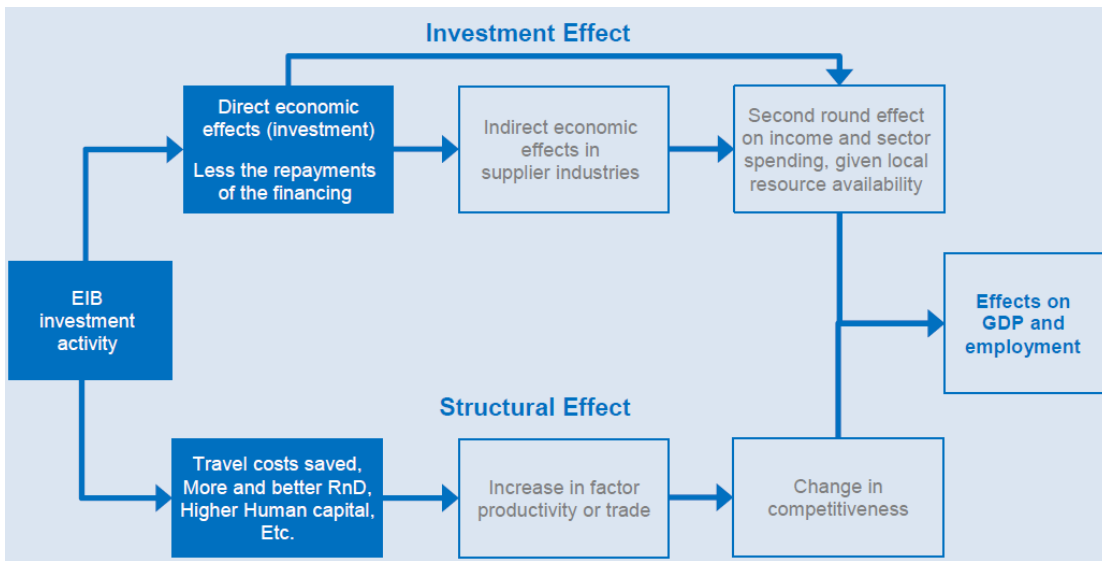 Investment Effect
Direct economic
effects (investment)
Less the repayments
of the financing
Indirect economic
effects in
supplier industries
Second round effect
on income and sector
spending, given local
resource availability
EIB
investment
activity
Effects on
GDP and
employment
Structural Effect
Travel costs saved,
More and better RnD,
Higher Human capital,
Etc.
Increase in factor
productivity or trade
Change in
competitiveness